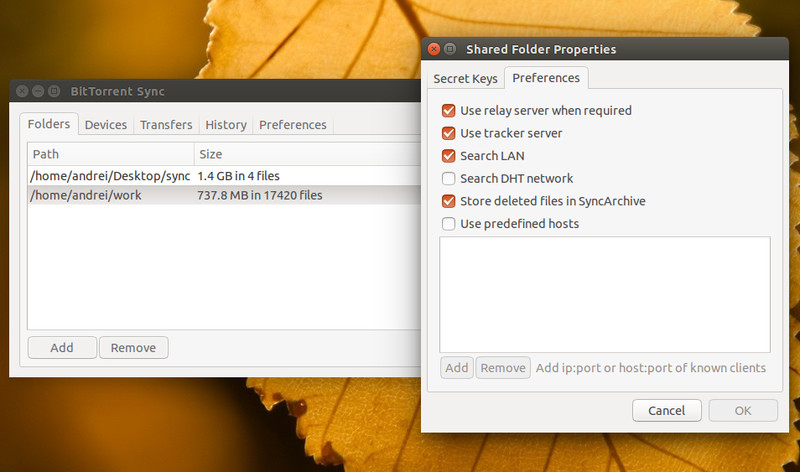 BitTorrent Sync
Folders Devices Transfers History Preferences
Path Size
/home/andrei/Desktop/sync 1.4 GB in 4 files
/home/andrei/work 737.8 MB in 17420 files
Add Remove
Shared Folder Properties
Secret Keys Preferences
Use relay server when required
Use tracker server
Search LAN
Search DHT network
Store deleted files in SyncArchive
Use predefined hosts
Add Remove Add ip:port or host:port of known clients
Cancel OK